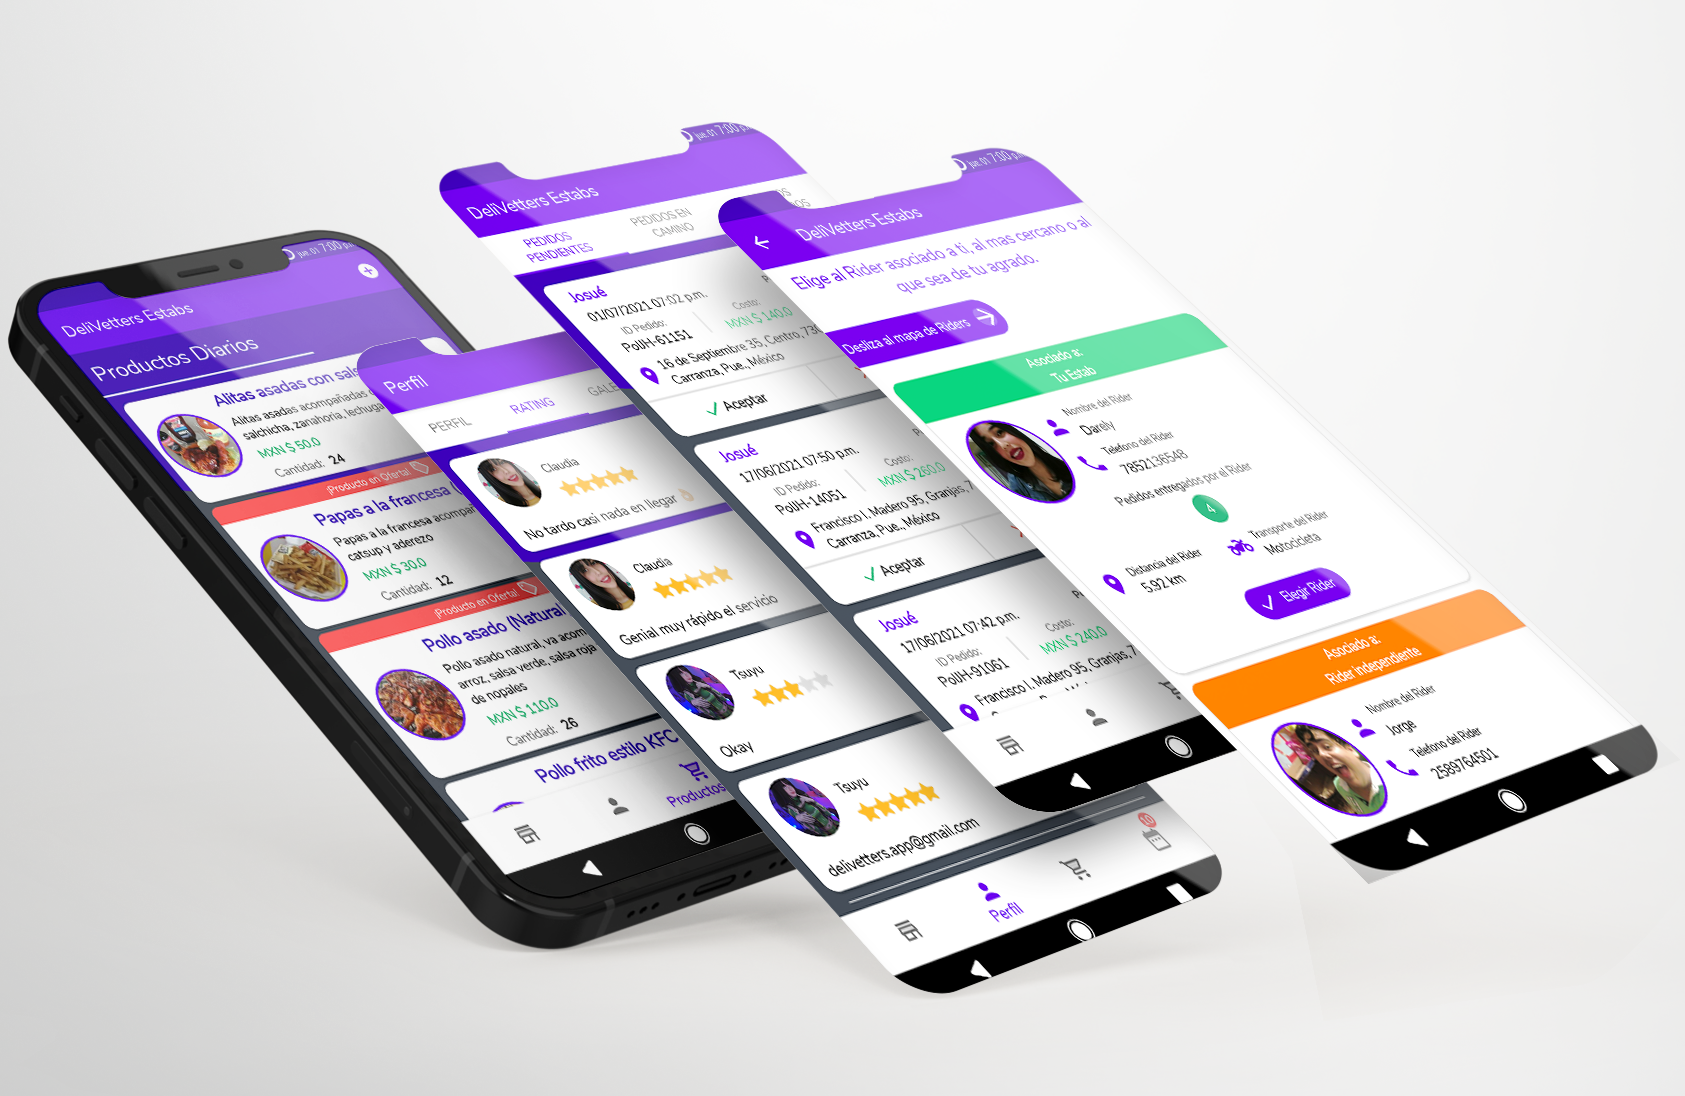 jue.01 7:00 p.m.
DeliVetters Estabs
Productos Diarios
Alitas asadas con salsa
Alitas asadas acompañadas
salchicha, zanahoria, lechuga
MXN $ 50.0
Cantidad: 24
¡Producto en Oferta!
Papas a la francesa
Papas a la francesa
catsup y aderezo
MXN $ 30.0
Cantidad: 12
¡Producto en Oferta!
Pollo asado (Natural
Pollo asado natural, va
arroz, salsa verde, salsa roja
de nopales
MXN $ 110.0
Cantidad: 26
Pollo frito estilo KFC
Productos
Perfil
PERFIL
RATING
Claudia
No tardo casi nada en llegar 👌
Claudia
Genial muy rápido el servicio
Tsuyu
Okay
Tsuyu
delivetters.app@gmail.com
10
Perfil
jue.01 7:00 p.m.
DeliVetters Estabs
PEDIDOS
PENDIENTES
PEDIDOS EN
CAMINO
Josué
01/07/2021 07:02 p.m.
ID Pedido:
PollH-61151
Costo:
MXN $ 140.0
16 de Septiembre 35, Centro,
Carranza, Pue., México
Aceptar
Josué
17/06/2021 07:50 p.m.
ID Pedido:
PollH-14051
Costo:
MXN $ 260.0
Francisco I. Madero 95, Granjas,
Carranza, Pue., México
Aceptar
Josué
17/06/2021 07:42 p.m.
ID Pedido:
PollH-91061
Costo:
MXN $ 240.0
Francisco I. Madero 95, Granjas,
jue.01 7:00 p.m.
DeliVetters Estabs
Elige al Rider asociado a ti, al mas cercano o al
que sea de tu agrado.
Desliza al mapa de Riders
Asociado a:
Tu Estab
Nombre del Rider
Darely
Telefono del Rider
7852136548
Pedidos entregados por el Rider
4
Distancia del Rider
5.92 km
Transporte del Rider
Motocicleta
Elegir Rider
Asociado a:
Rider independiente
Nombre del Rider
Jorge
Telefono del Rider
2589764501